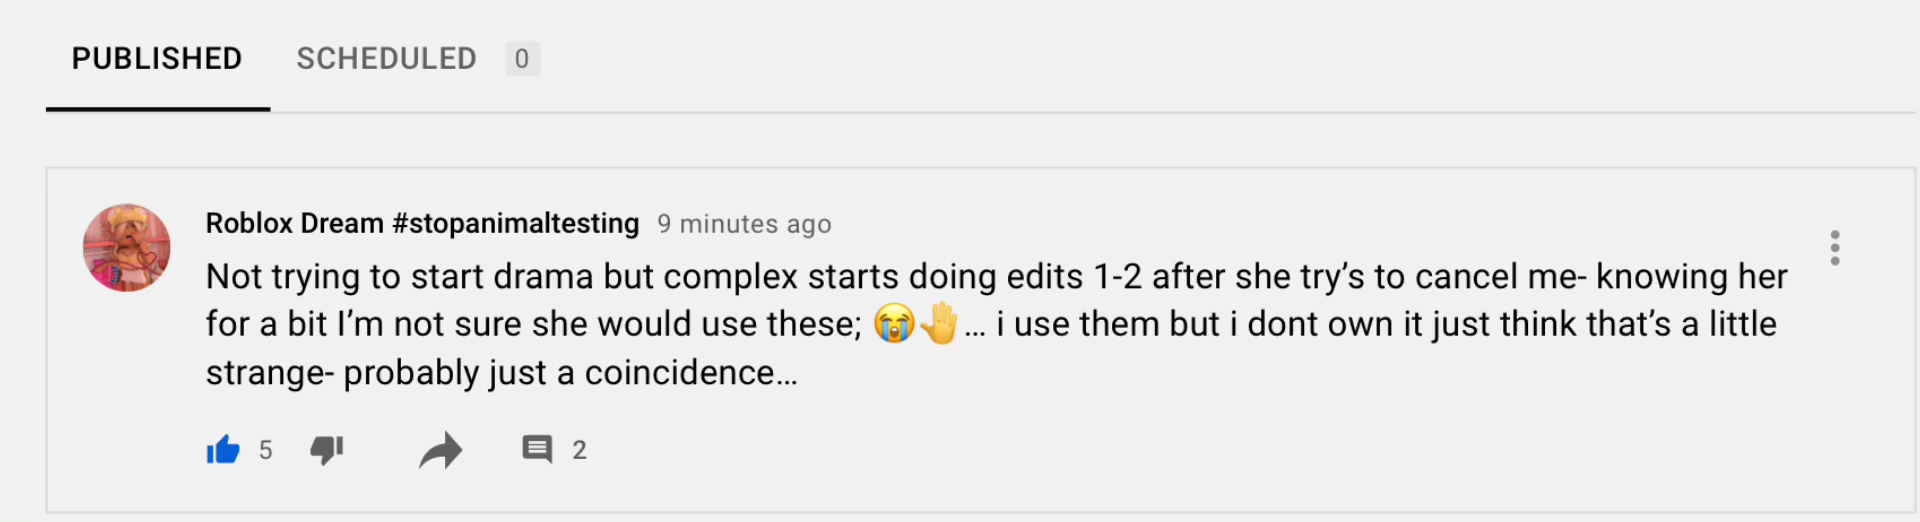 PUBLISHED SCHEDULED 0
Roblox Dream #stopanimaltesting 9 minutes ago
Not trying to start drama but complex starts doing edits 1-2 after she try’s to cancel me- knowing her
for a bit I’m not sure she would use these; 😭🤚... i use them but i dont own it just think that’s a little
strange- probably just a coincidence...
5 2